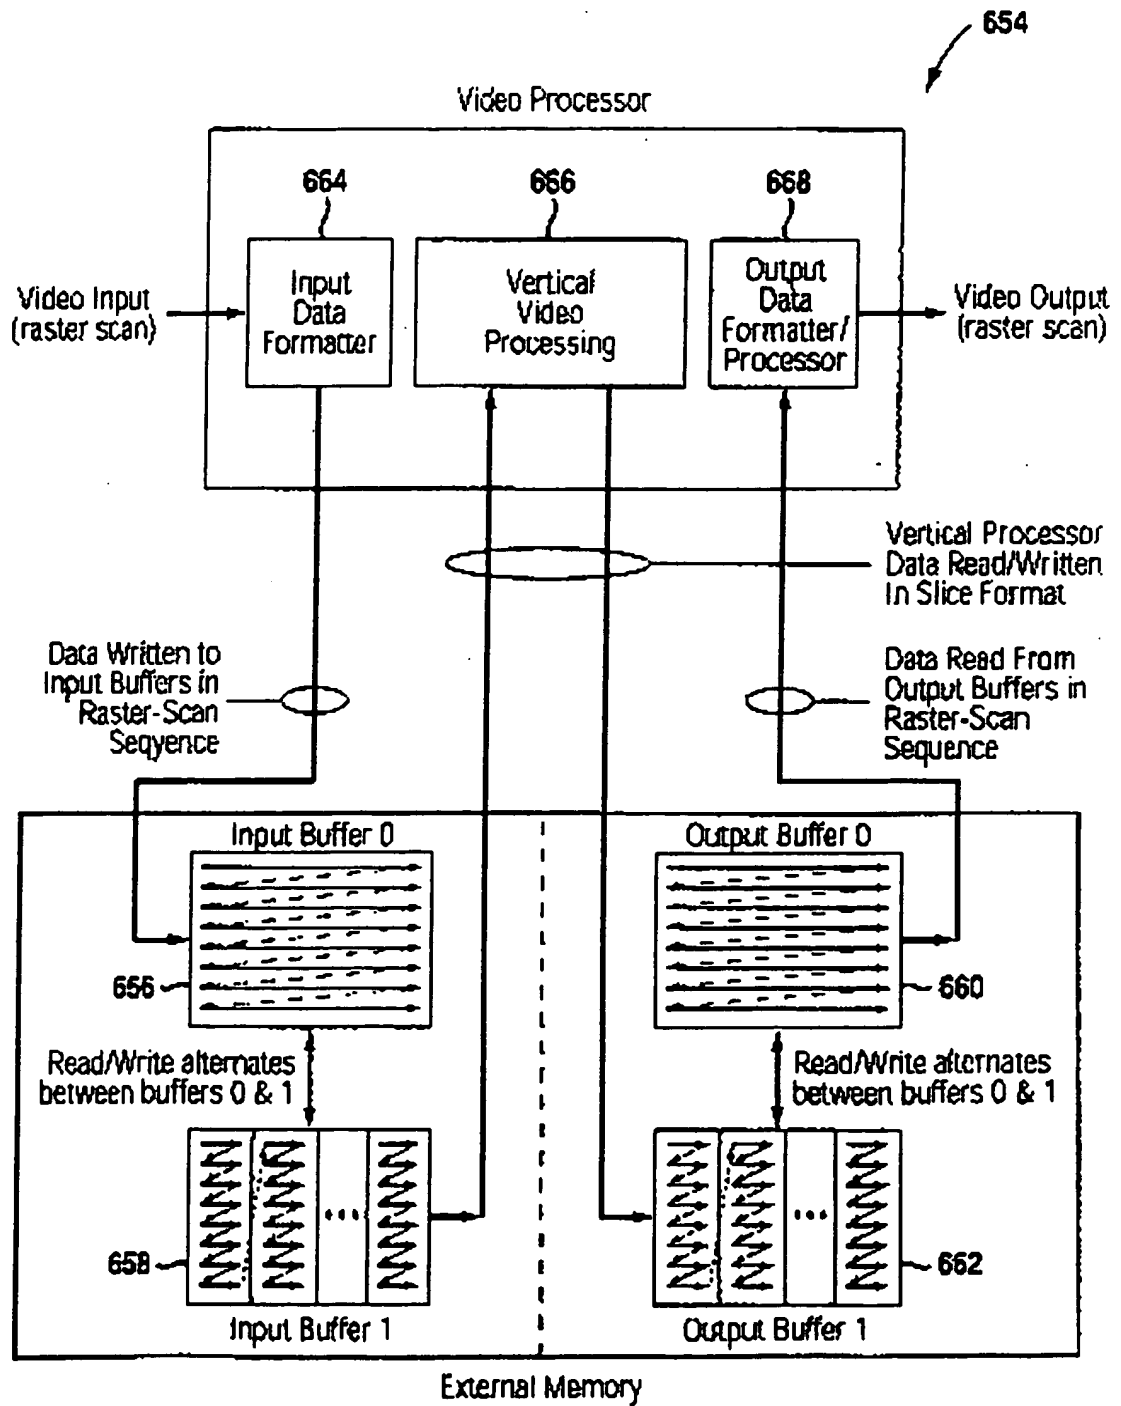 654
Video Processor
664
666
668
Input
Data
Formatter
Vertical
Video
Processing
Output
Data
Formatter/
Processor
Video Input
(raster scan)
Video Output
(raster scan)
Vertical Processor
Data Read/Written
In Slice Format
Data Written to
Input Buffers in
Raster-Scan
Seqyence
Data Read From
Output Buffers in
Raster-Scan
Sequence
Input Buffer 0
Output Buffer 0
656
660
Read/Write alternates
between buffers 0 & 1
Read/Write alternates
between buffers 0 & 1
658
662
Input Buffer 1
Output Buffer 1
External Memory